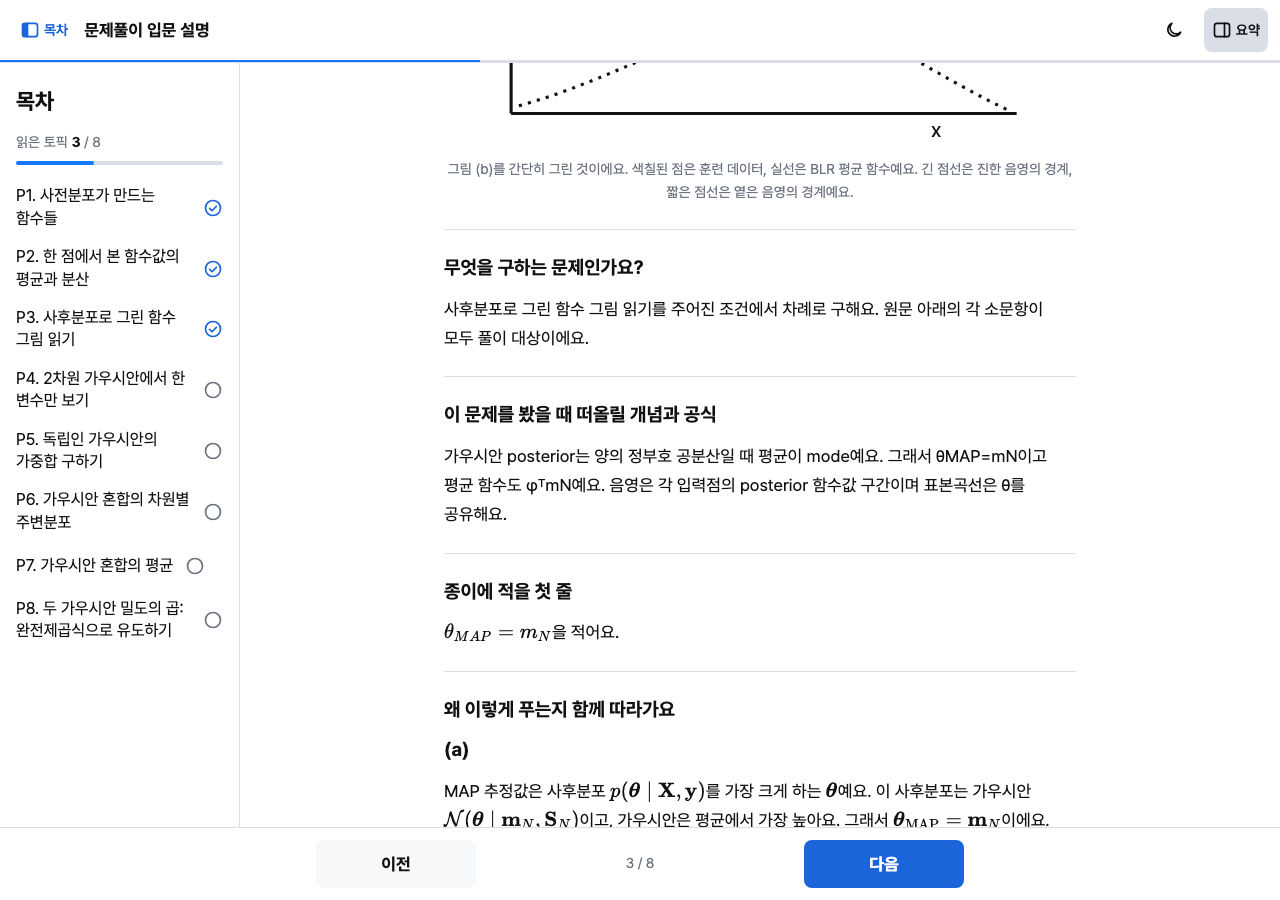 목차
문제풀이 입문 설명
요약
목차
읽은 토픽 3 / 8
P1. 사전분포가 만드는
함수들
P2. 한 점에서 본 함수값의
평균과 분산
P3. 사후분포로 그린 함수
그림 읽기
P4. 2차원 가우시안에서 한
변수만 보기
P5. 독립인 가우시안의
가중합 구하기
P6. 가우시안 혼합의 차원별
주변분포
P7. 가우시안 혼합의 평균
P8. 두 가우시안 밀도의 곱:
완전제곱식으로 유도하기
x
그림 (b)를 간단히 그린 것이에요. 색칠된 점은 훈련 데이터, 실선은 BLR 평균 함수예요. 긴 점선은 진한 음영의 경계,
짧은 점선은 옅은 음영의 경계예요.
무엇을 구하는 문제인가요?
사후분포로 그린 함수 그림 읽기를 주어진 조건에서 차례로 구해요. 원문 아래의 각 소문항이
모두 풀이 대상이에요.
이 문제를 봤을 때 떠올릴 개념과 공식
가우시안 posterior는 양의 정부호 공분산일 때 평균이 mode예요. 그래서 θMAP=mN이고
평균 함수도 φᵀmN예요. 음영은 각 입력점의 posterior 함수값 구간이며 표본곡선은 θ를
공유해요.
종이에 적을 첫 줄
θ_{MAP} = m_N을 적어요.
왜 이렇게 푸는지 함께 따라가요
(a)
MAP 추정값은 사후분포 p(θ | X, y)를 가장 크게 하는 θ예요. 이 사후분포는 가우시안
𝒩(θ | m_N, S_N)이고, 가우시안은 평균에서 가장 높아요. 그래서 θ_{MAP} = m_N이에요.
이전
3 / 8
다음